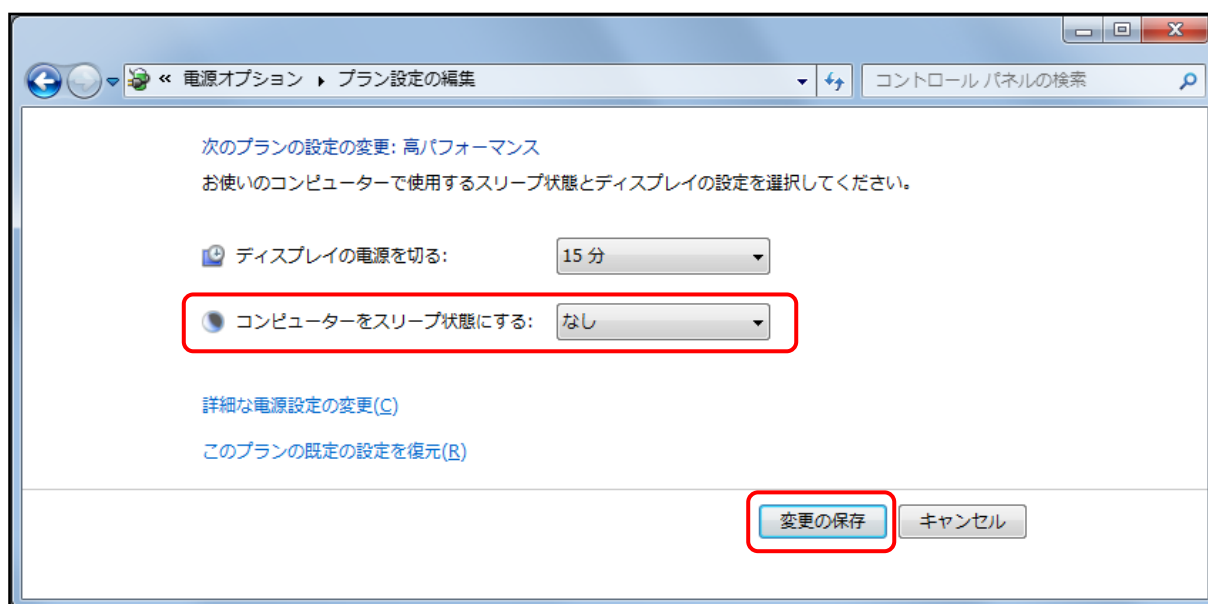 « 電源オプション ▸ プラン設定の編集
コントロール パネルの検索
次のプランの設定の変更: 高パフォーマンス
お使いのコンピューターで使用するスリープ状態とディスプレイの設定を選択してください。
ディスプレイの電源を切る: 15 分
コンピューターをスリープ状態にする: なし
詳細な電源設定の変更(C)
このプランの既定の設定を復元(R)
変更の保存 キャンセル